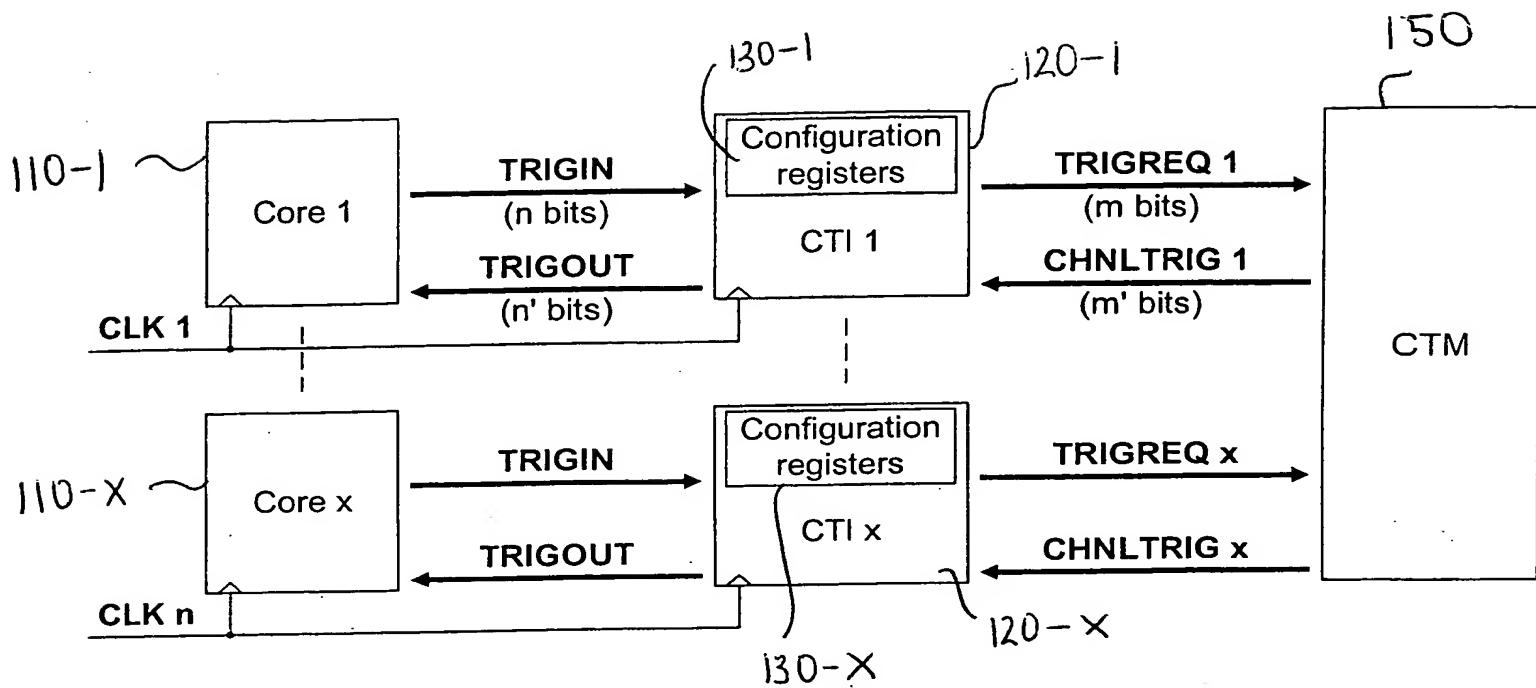 150
130-1
120-1
110-1
Core 1
TRIGIN
(n bits)
TRIGOUT
(n' bits)
Configuration
registers
CTI 1
TRIGREQ 1
(m bits)
CHNLTRIG 1
(m' bits)
CTM
CLK 1
110-X
Core x
TRIGIN
TRIGOUT
Configuration
registers
CTI x
TRIGREQ x
CHNLTRIG x
CLK n
120-X
130-X